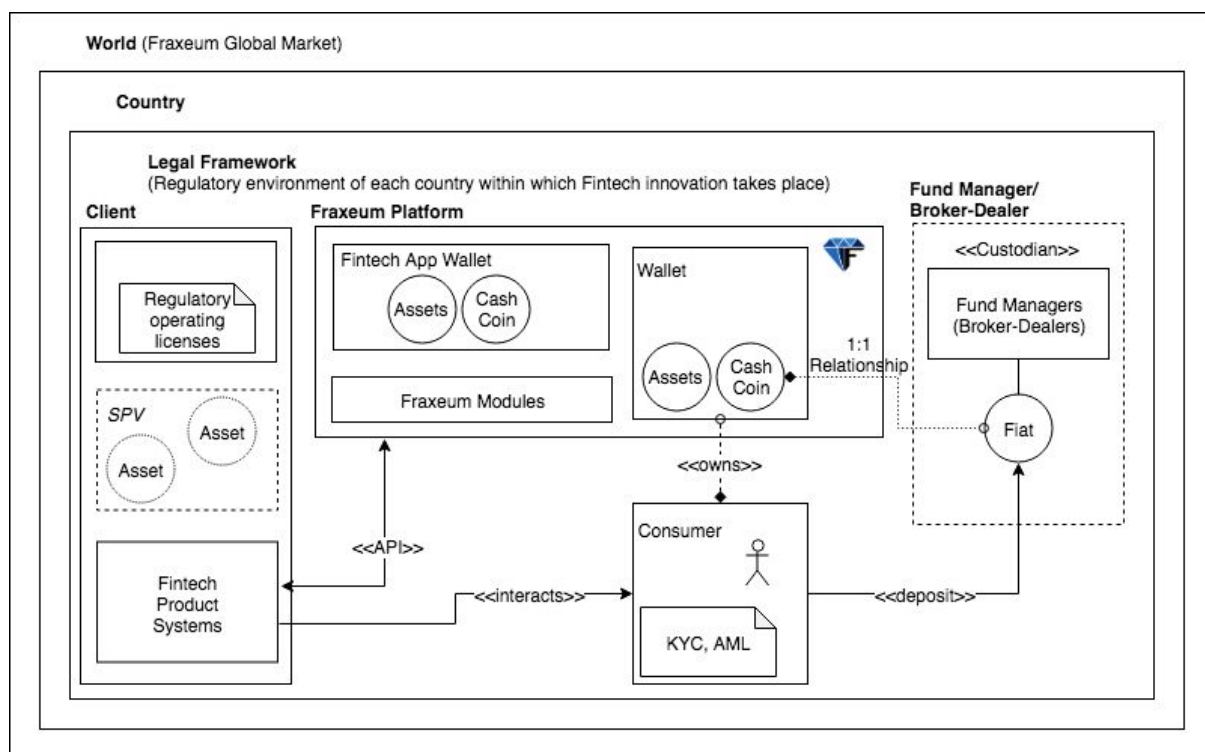 World (Fraxeum Global Market)
Country
Legal Framework
(Regulatory environment of each country within which Fintech innovation takes place)
Client
Regulatory
operating
licenses
SPV
Asset
Asset
Fintech
Product
Systems
Fraxeum Platform
Fintech App Wallet
Assets
Cash
Coin
Fraxeum Modules
F
Wallet
Assets
Cash
Coin
1:1
Relationship
Fund Manager/
Broker-Dealer
<<Custodian>>
Fund Managers
(Broker-Dealers)
Fiat
<<owns>>
<<API>>
<<interacts>>
Consumer
KYC, AML
<<deposit>>